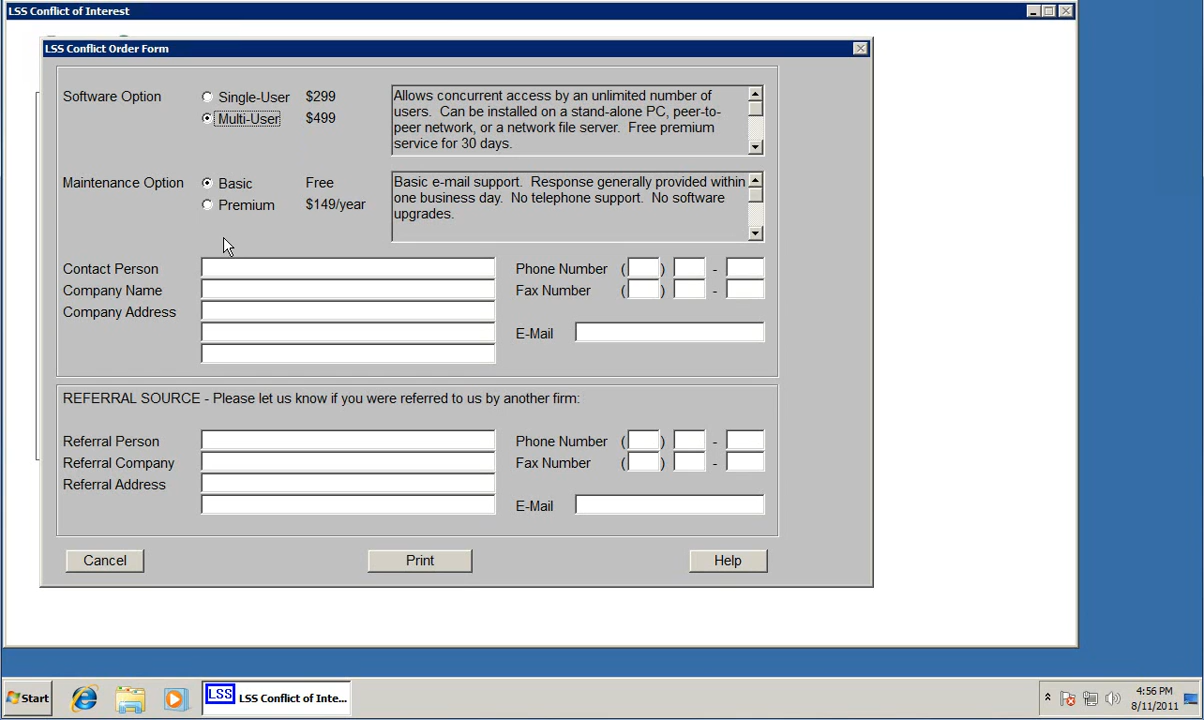 LSS Conflict of Interest
LSS Conflict Order Form
Software Option
Single-User $299
Multi-User $499
Allows concurrent access by an unlimited number of
users. Can be installed on a stand-alone PC, peer-to-
peer network, or a network file server. Free premium
service for 30 days.
Maintenance Option
Basic Free
Premium $149/year
Basic e-mail support. Response generally provided within
one business day. No telephone support. No software
upgrades.
Contact Person
Company Name
Company Address
Phone Number ( ) -
Fax Number ( ) -
E-Mail
REFERRAL SOURCE - Please let us know if you were referred to us by another firm:
Referral Person
Referral Company
Referral Address
Phone Number ( ) -
Fax Number ( ) -
E-Mail
Cancel
Print
Help
Start
LSS LSS Conflict of Inte...
4:56 PM
8/11/2011